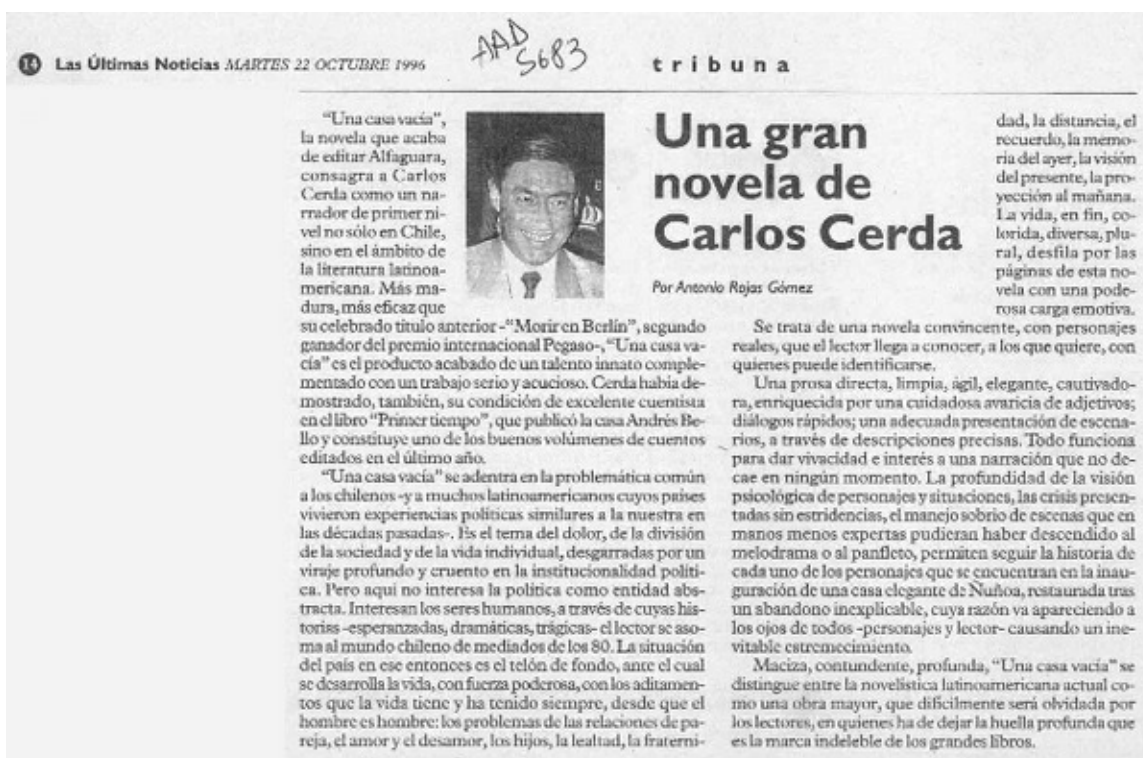 14 Las Últimas Noticias MARTES 22 OCTUBRE 1996
AAD
5683
tribuna
Una gran
novela de
Carlos Cerda
Por Antonio Rojas Gómez
“Una casa vacía”,
la novela que acaba
de editar Alfaguara,
consagra a Carlos
Cerda como un na-
rrador de primer ni-
vel no sólo en Chile,
sino en el ámbito de
la literatura latinoa-
mericana. Más ma-
dura, más eficaz que
su celebrado título anterior -“Morir en Berlín”, segundo
ganador del premio internacional Pegaso-, “Una casa va-
cía” es el producto acabado de un talento innato comple-
mentado con un trabajo serio y acucioso. Cerda había de-
mostrado, también, su condición de excelente cuentista
en el libro “Primer tiempo”, que publicó la casa Andrés Be-
llo y constituye uno de los buenos volúmenes de cuentos
editados en el último año.
“Una casa vacía” se adentra en la problemática común
a los chilenos -y a muchos latinoamericanos cuyos países
vivieron experiencias políticas similares a la nuestra en
las décadas pasadas-. Es el tema del dolor, de la división
de la sociedad y de la vida individual, desgarradas por un
viraje profundo y cruento en la institucionalidad políti-
ca. Pero aquí no interesa la política como entidad abs-
tracta. Interesan los seres humanos, a través de cuyas his-
torias -esperanzadas, dramáticas, trágicas- el lector se aso-
ma al mundo chileno de mediados de los 80. La situación
del país en ese entonces es el telón de fondo, ante el cual
se desarrolla la vida, con fuerza poderosa, con los aditamen-
tos que la vida tiene y ha tenido siempre, desde que el
hombre es hombre: los problemas de las relaciones de pa-
reja, el amor y el desamor, los hijos, la lealtad, la fraterni-
dad, la distancia, el
recuerdo, la memo-
ria del ayer, la visión
del presente, la pro-
yección al mañana.
La vida, en fin, co-
lorida, diversa, plu-
ral, desfila por las
páginas de esta no-
vela con una pode-
rosa carga emotiva.
Se trata de una novela convincente, con personajes
reales, que el lector llega a conocer, a los que quiere, con
quienes puede identificarse.
Una prosa directa, limpia, ágil, elegante, cautivado-
ra, enriquecida por una cuidadosa avaricia de adjetivos;
diálogos rápidos; una adecuada presentación de escena-
rios, a través de descripciones precisas. Todo funciona
para dar vivacidad e interés a una narración que no de-
cae en ningún momento. La profundidad de la visión
psicológica de personajes y situaciones, las crisis presen-
tadas sin estridencias, el manejo sobrio de escenas que en
manos menos expertas pudieran haber descendido al
melodrama o al panfleto, permiten seguir la historia de
cada uno de los personajes que se encuentran en la inau-
guración de una casa elegante de Ñuñoa, restaurada tras
un abandono inexplicable, cuya razón va apareciendo a
los ojos de todos -personajes y lector- causando un ine-
vitable estremecimiento.
Maciza, contundente, profunda, “Una casa vacía” se
distingue entre la novelística latinoamericana actual co-
mo una obra mayor, que difícilmente será olvidada por
los lectores, en quienes ha de dejar la huella profunda que
es la marca indeleble de los grandes libros.